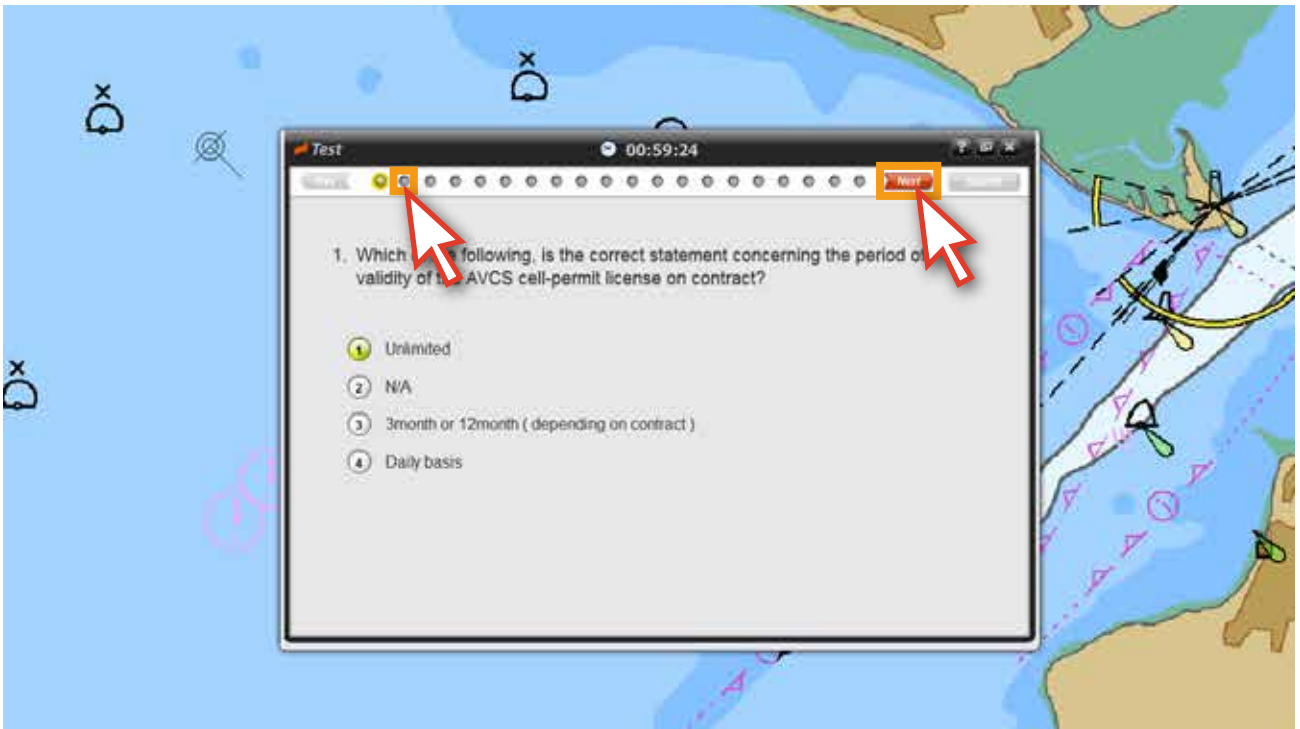 Test
00:59:24
Next
1. Which following, is the correct statement concerning the period of
validity of AVCS cell-permit license on contract?
1 Unlimited
2 N/A
3 3month or 12month ( depending on contract )
4 Daily basis